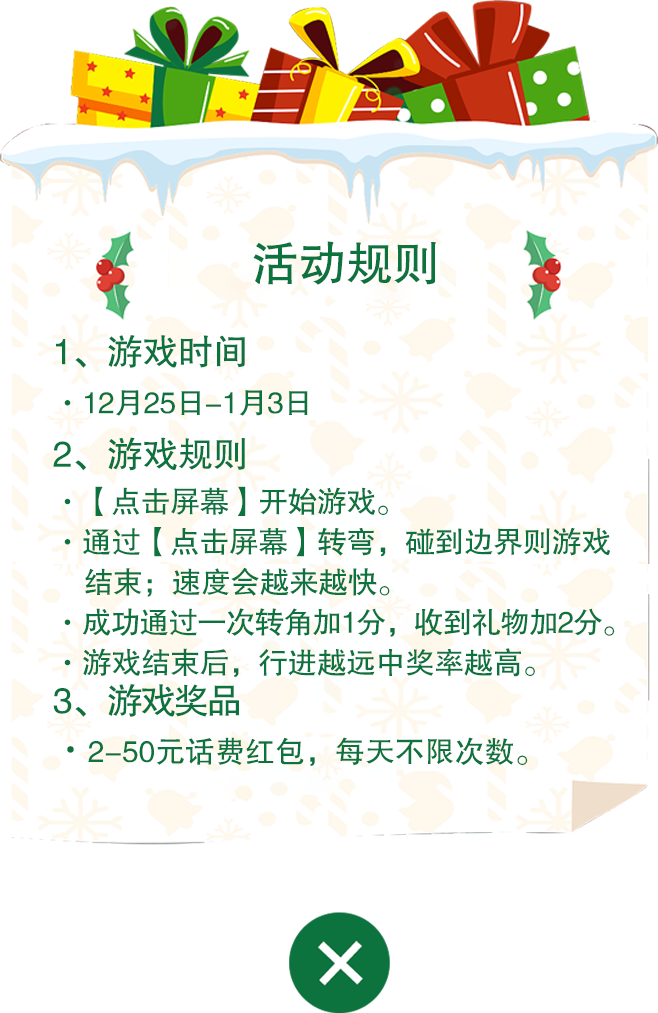 活动规则
1、游戏时间
·12月25日-1月3日
2、游戏规则
·【点击屏幕】开始游戏。
·通过【点击屏幕】转弯，碰到边界则游戏
结束；速度会越来越快。
·成功通过一次转角加1分，收到礼物加2分。
·游戏结束后，行进越远中奖率越高。
3、游戏奖品
·2-50元话费红包，每天不限次数。